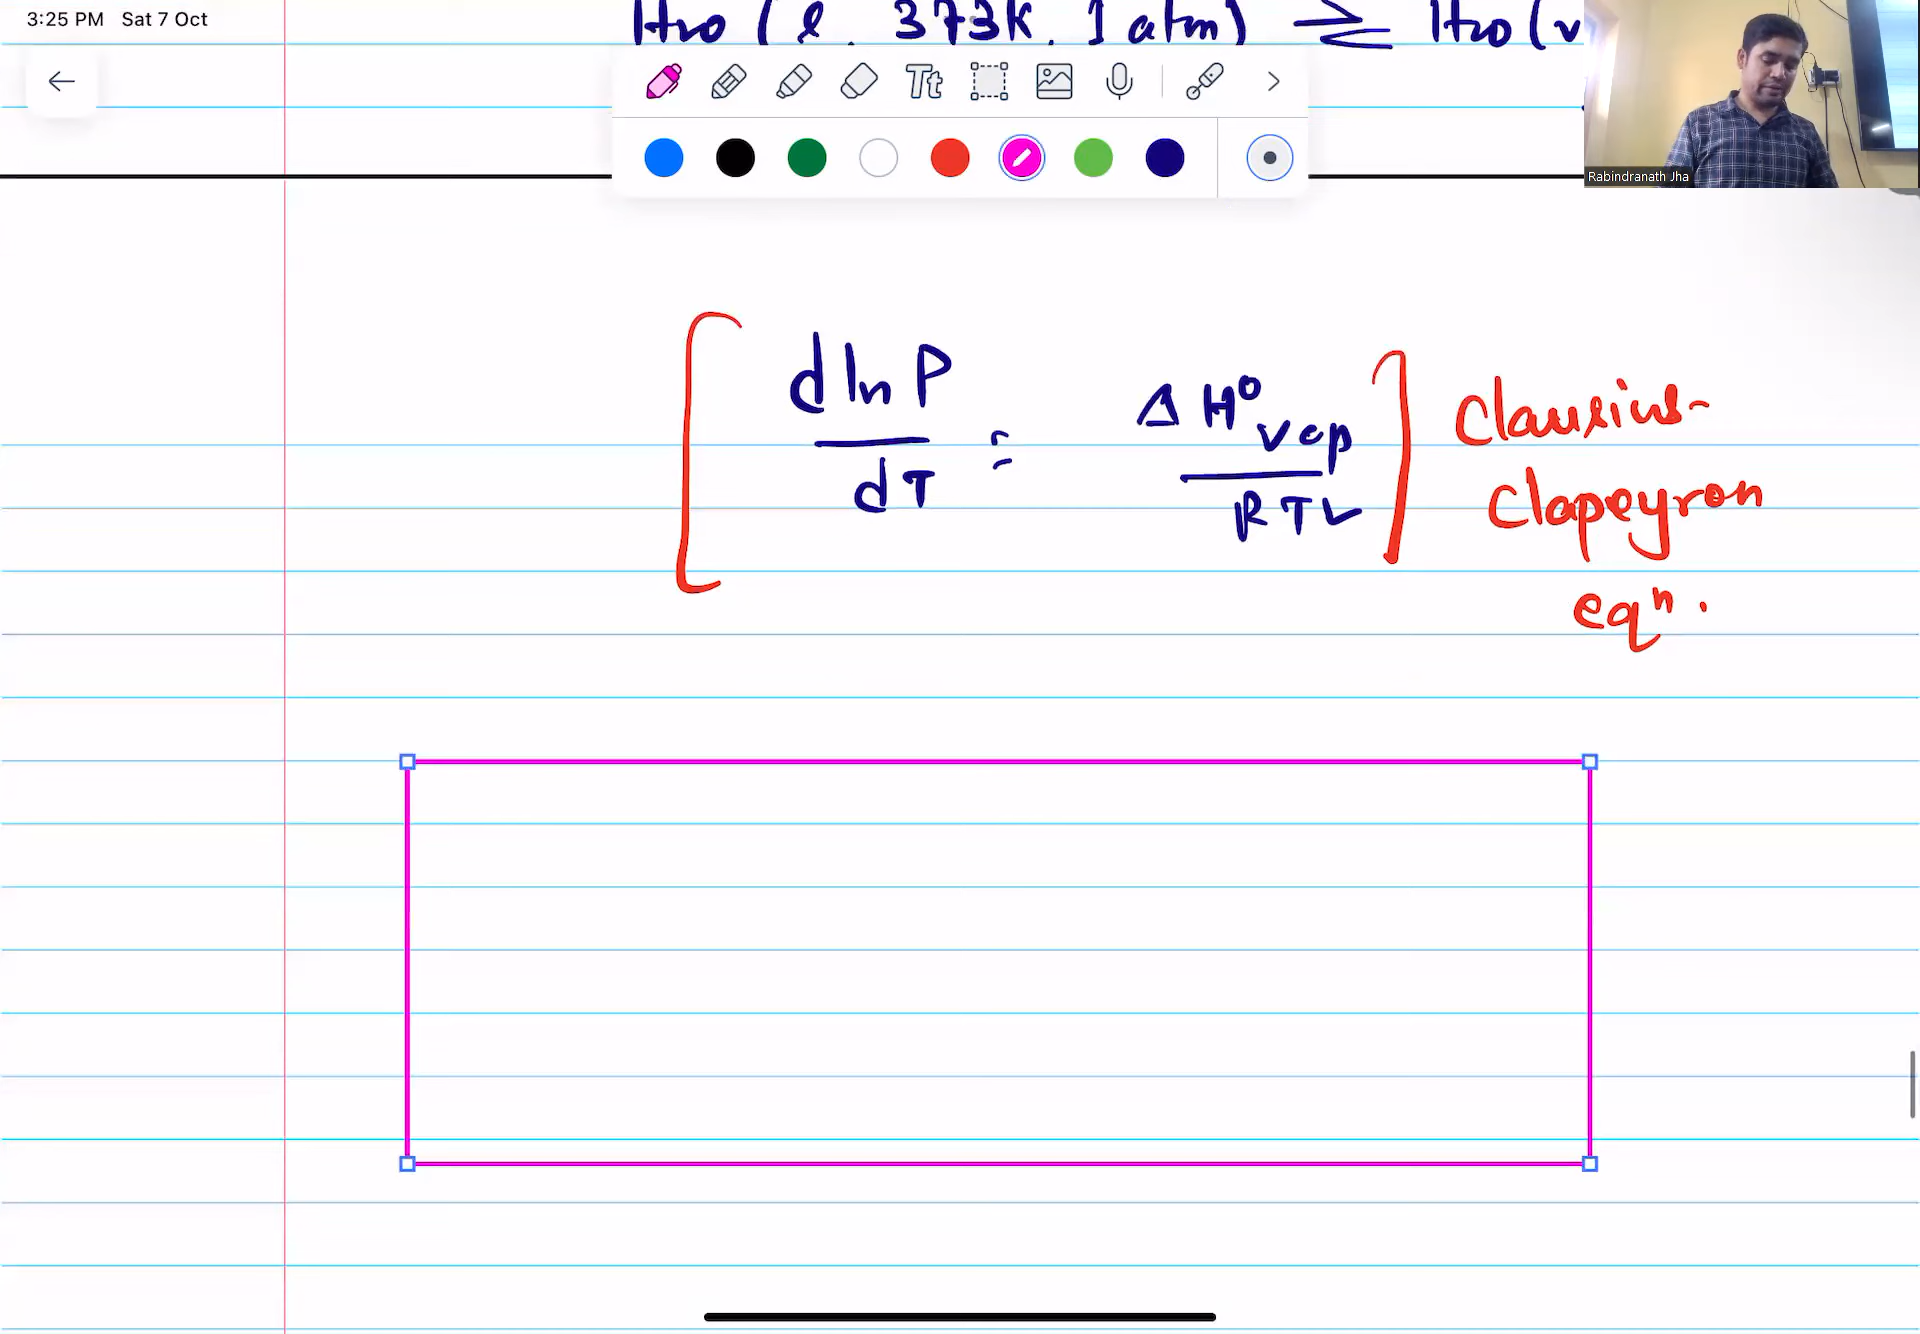 3:25 PM Sat 7 Oct
H2O (l, 373K, 1 atm) ⇌ H2O (v
Tt
Rabindranath Jha
d ln P / dT = ΔH°vap / RT2
Clausius-
Clapeyron
eqn.